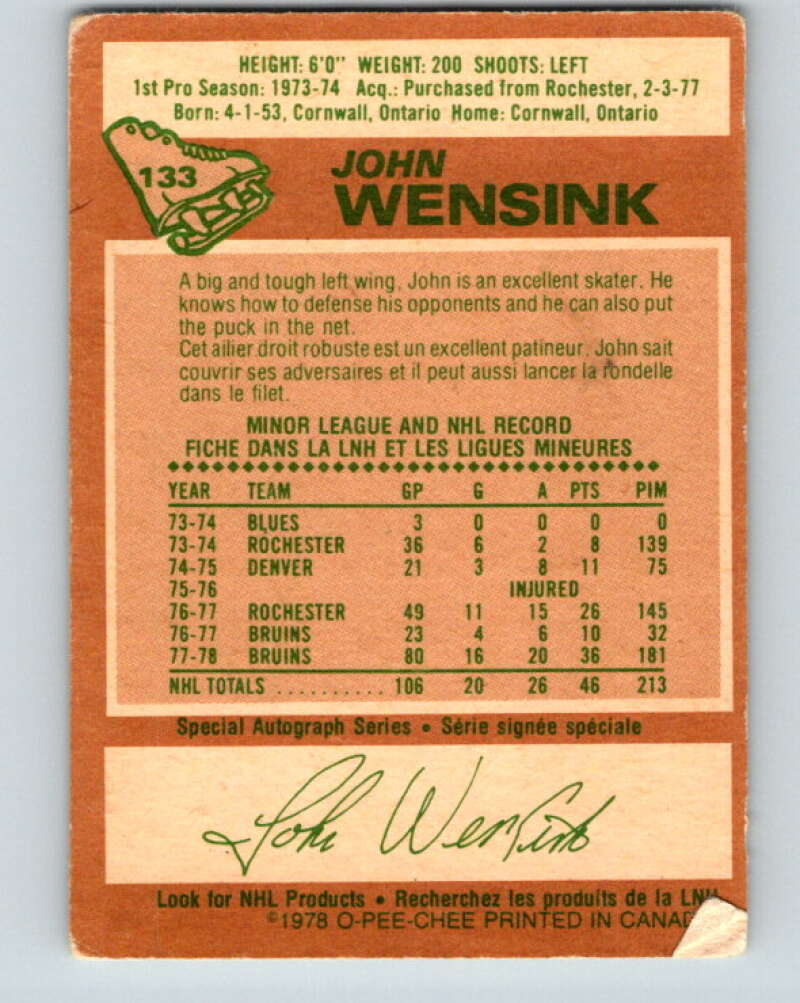 HEIGHT: 6'0" WEIGHT: 200 SHOOTS: LEFT
1st Pro Season: 1973-74 Acq.: Purchased from Rochester, 2-3-77
Born: 4-1-53, Cornwall, Ontario Home: Cornwall, Ontario
133
JOHN
WENSINK
A big and tough left wing, John is an excellent skater. He
knows how to defense his opponents and he can also put
the puck in the net.
Cet ailier droit robuste est un excellent patineur. John sait
couvrir ses adversaires et il peut aussi lancer la rondelle
dans le filet.
MINOR LEAGUE AND NHL RECORD
FICHE DANS LA LNH ET LES LIGUES MINEURES
YEAR TEAM GP G A PTS PIM
73-74 BLUES 3 0 0 0 0
73-74 ROCHESTER 36 6 2 8 139
74-75 DENVER 21 3 8 11 75
75-76 INJURED
76-77 ROCHESTER 49 11 15 26 145
76-77 BRUINS 23 4 6 10 32
77-78 BRUINS 80 16 20 36 181
NHL TOTALS .......... 106 20 26 46 213
Special Autograph Series • Série signée spéciale
John Wensink
Look for NHL Products • Recherchez les produits de la LNH
©1978 O-PEE-CHEE PRINTED IN CANAD